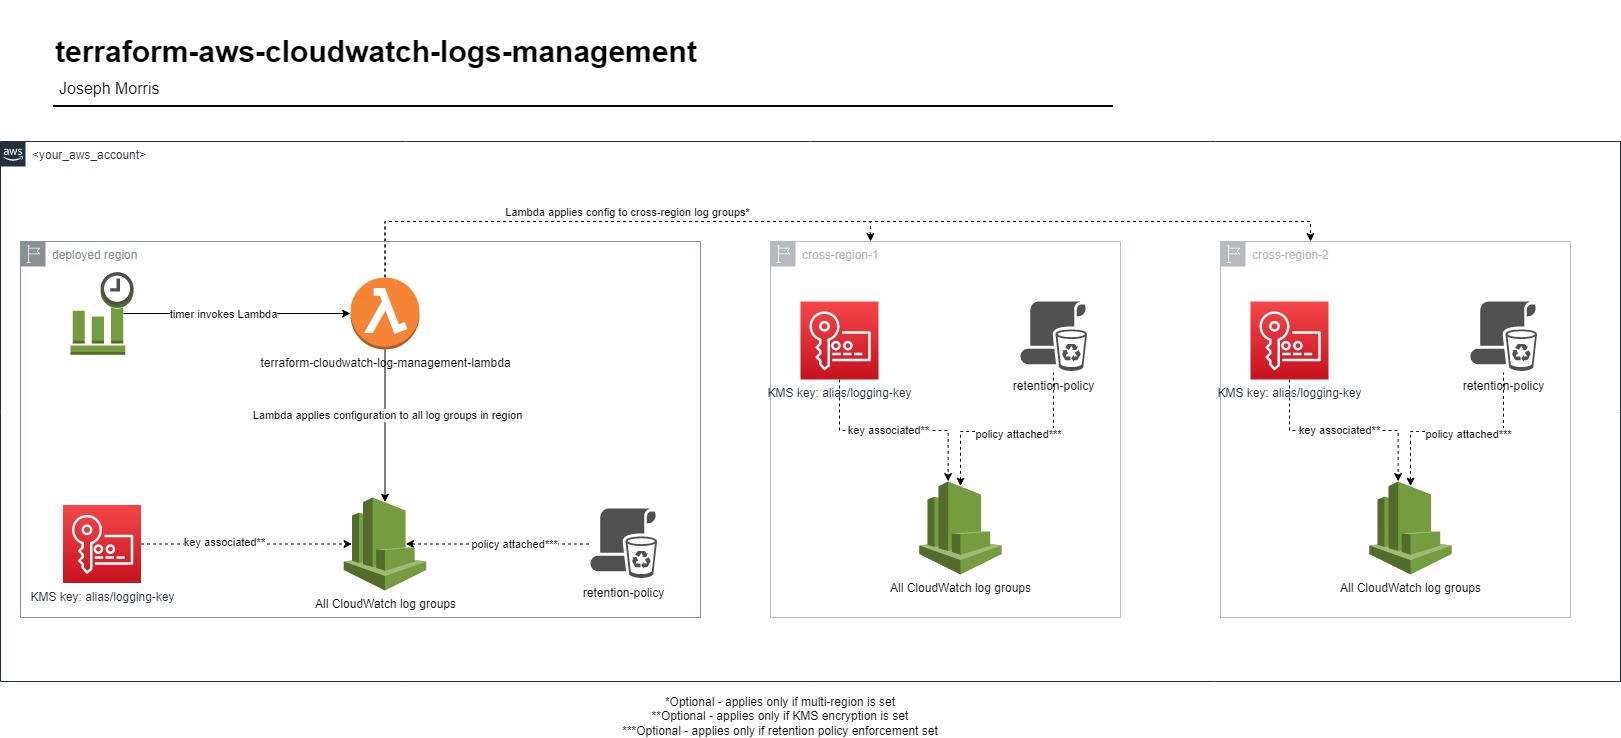 terraform-aws-cloudwatch-logs-management
Joseph Morris
aws
<your_aws_account>
Lambda applies config to cross-region log groups*
deployed region
timer invokes Lambda
terraform-cloudwatch-log-management-lambda
Lambda applies configuration to all log groups in region
key associated**
policy attached***
KMS key: alias/logging-key
All CloudWatch log groups
retention-policy
cross-region-1
KMS key: alias/logging-key
retention-policy
key associated**
policy attached***
All CloudWatch log groups
cross-region-2
KMS key: alias/logging-key
retention-policy
key associated**
policy attached***
All CloudWatch log groups
*Optional - applies only if multi-region is set
**Optional - applies only if KMS encryption is set
***Optional - applies only if retention policy enforcement set